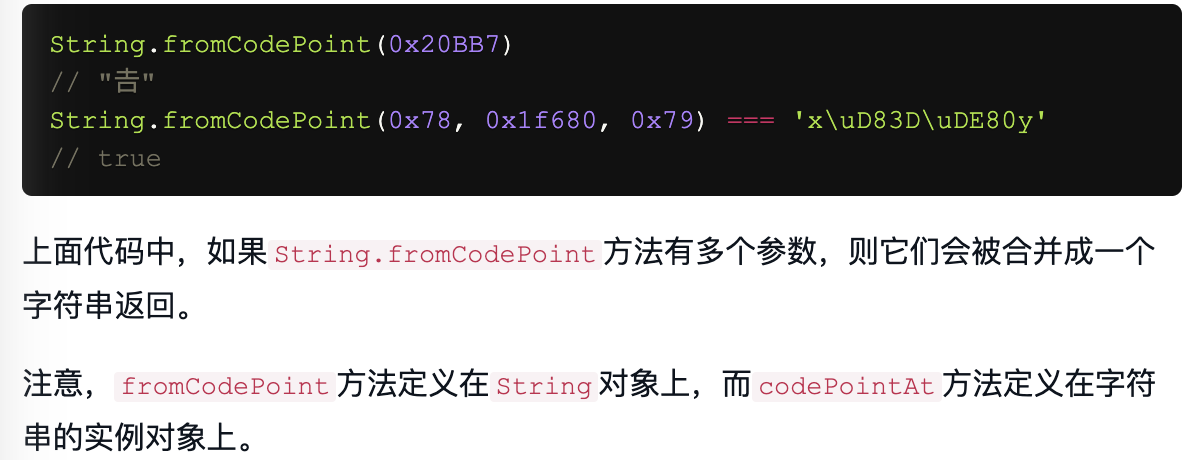 String.fromCodePoint(0x20BB7)
// "𠮷"
String.fromCodePoint(0x78, 0x1f680, 0x79) === 'x\uD83D\uDE80y'
// true
上面代码中，如果String.fromCodePoint方法有多个参数，则它们会被合并成一个
字符串返回。
注意，fromCodePoint方法定义在String对象上，而codePointAt方法定义在字符
串的实例对象上。